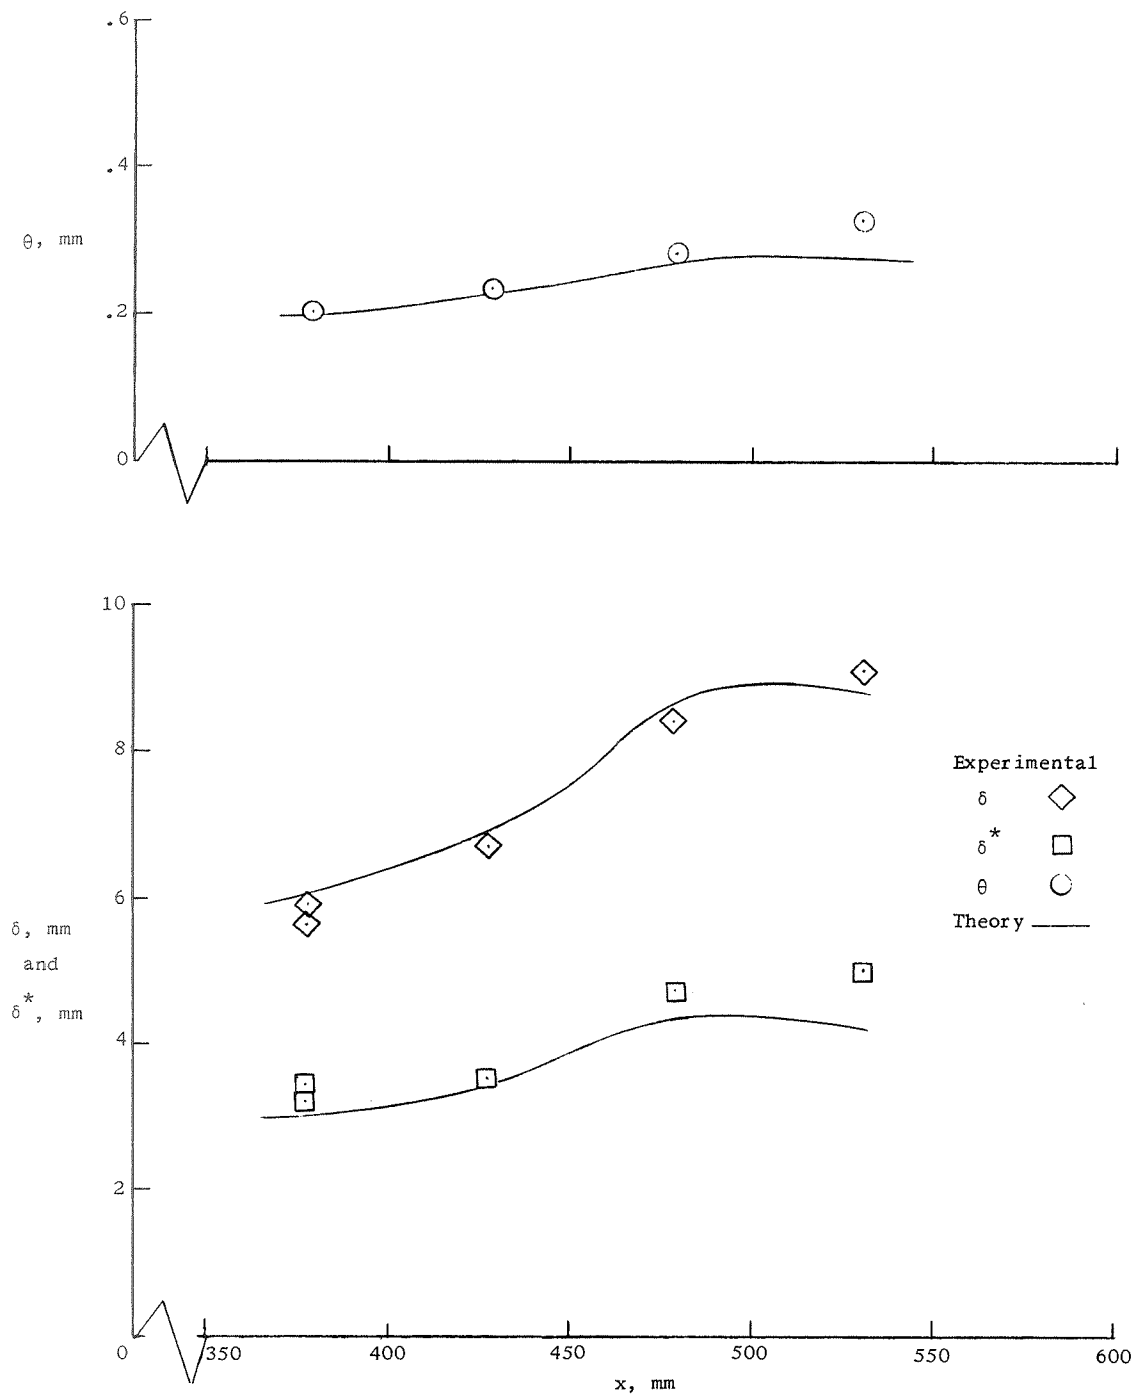 .6
.4
θ, mm
.2
0
10
8
Experimental
δ
δ*
θ
Theory
6
δ, mm
and
δ*, mm
4
2
0 350 400 450 500 550 600
x, mm